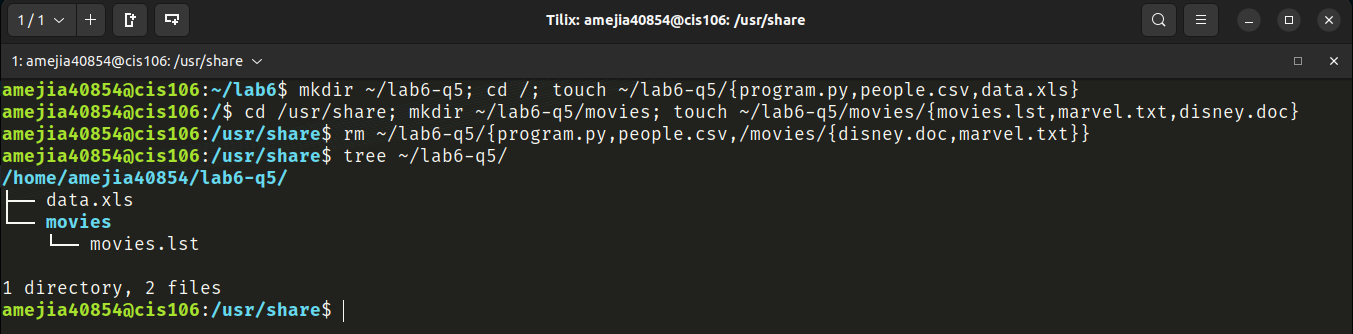 1 / 1
Tilix: amejia40854@cis106: /usr/share
1: amejia40854@cis106: /usr/share
amejia40854@cis106:~/lab6$ mkdir ~/lab6-q5; cd /; touch ~/lab6-q5/{program.py,people.csv,data.xls}
amejia40854@cis106:/$ cd /usr/share; mkdir ~/lab6-q5/movies; touch ~/lab6-q5/movies/{movies.lst,marvel.txt,disney.doc}
amejia40854@cis106:/usr/share$ rm ~/lab6-q5/{program.py,people.csv,/movies/{disney.doc,marvel.txt}}
amejia40854@cis106:/usr/share$ tree ~/lab6-q5/
/home/amejia40854/lab6-q5/
├── data.xls
└── movies
    └── movies.lst
1 directory, 2 files
amejia40854@cis106:/usr/share$